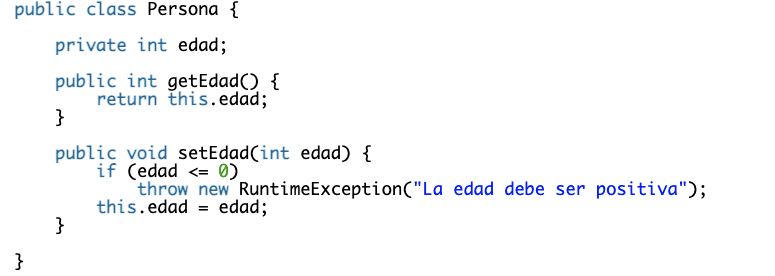 public class Persona {
private int edad;
public int getEdad() {
return this.edad;
}
public void setEdad(int edad) {
if (edad <= 0)
throw new RuntimeException("La edad debe ser positiva");
this.edad = edad;
}
}